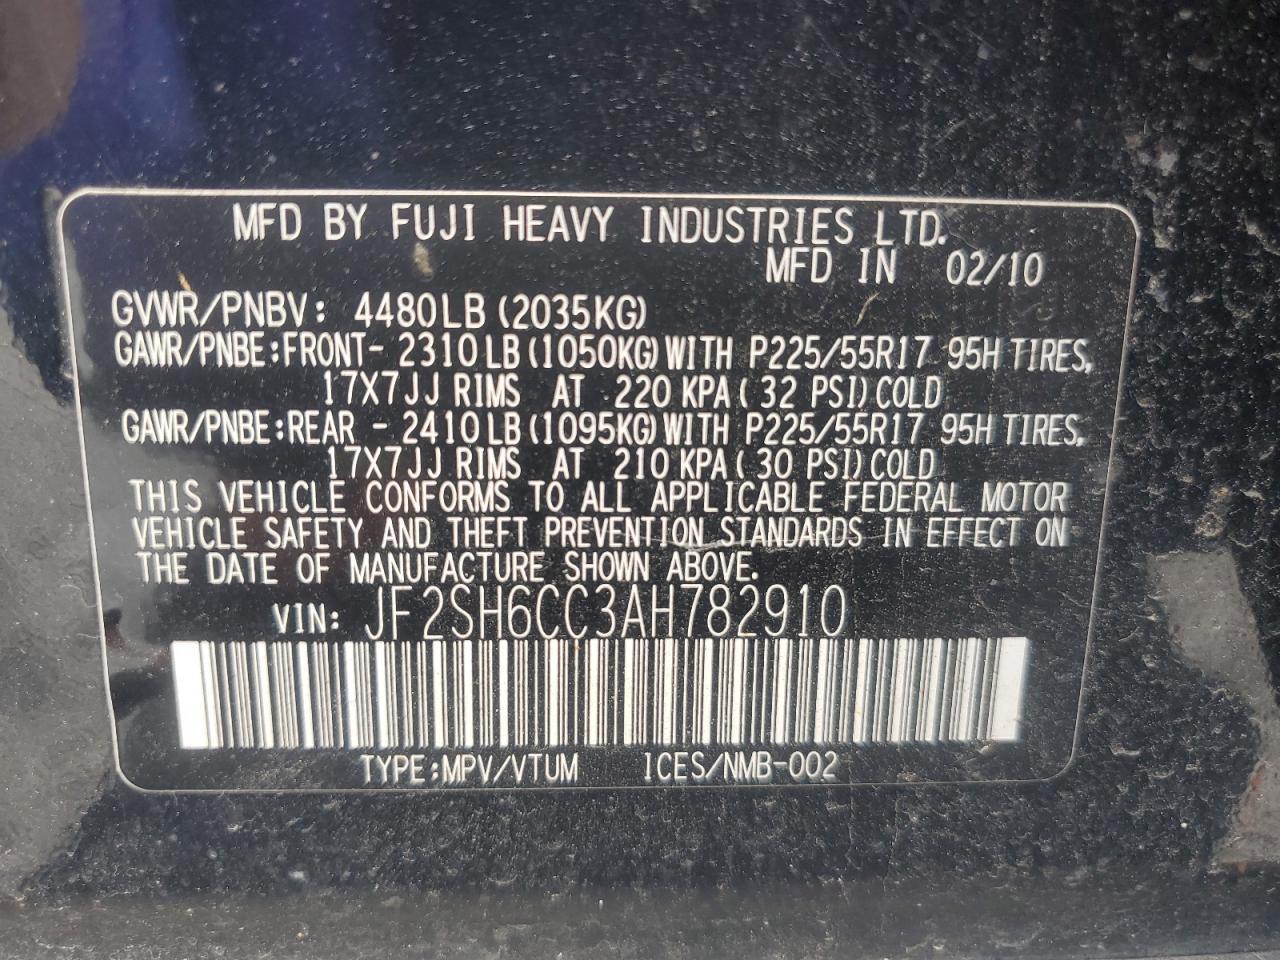 MFD BY FUJI HEAVY INDUSTRIES LTD.
MFD IN 02/10
GVWR/PNBV: 4480LB (2035KG)
GAWR/PNBE:FRONT- 2310LB (1050KG) WITH P225/55R17 95H TIRES,
17X7JJ RIMS AT 220 KPA ( 32 PSI) COLD
GAWR/PNBE:REAR - 2410LB (1095KG) WITH P225/55R17 95H TIRES,
17X7JJ RIMS AT 210 KPA ( 30 PSI) COLD
THIS VEHICLE CONFORMS TO ALL APPLICABLE FEDERAL MOTOR
VEHICLE SAFETY AND THEFT PREVENTION STANDARDS IN EFFECT ON
THE DATE OF MANUFACTURE SHOWN ABOVE.
VIN: JF2SH6CC3AH782910
TYPE:MPV/VTUM ICES/NMB-002